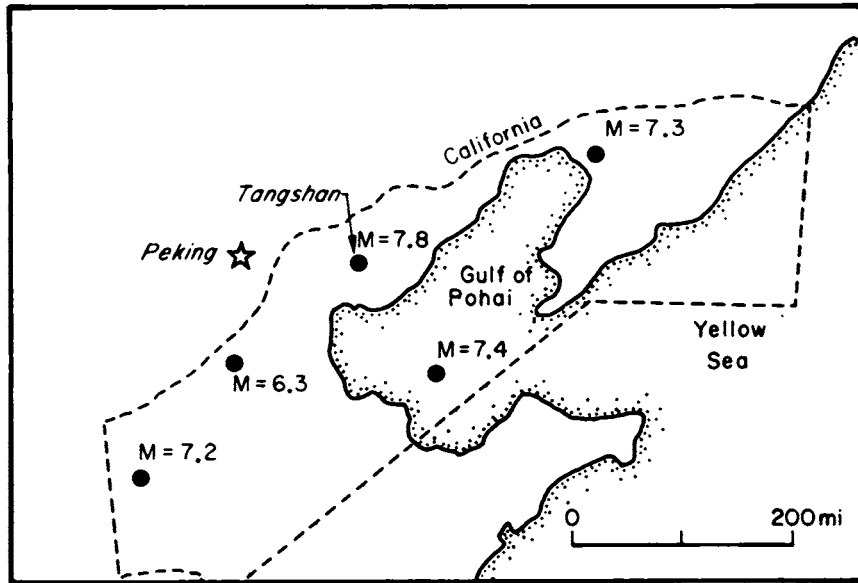 California
M = 7.3
Tangshan
Peking
M = 7.8
Gulf of
Pohai
Yellow
Sea
M = 7.4
M = 6.3
M = 7.2
0
200 mi